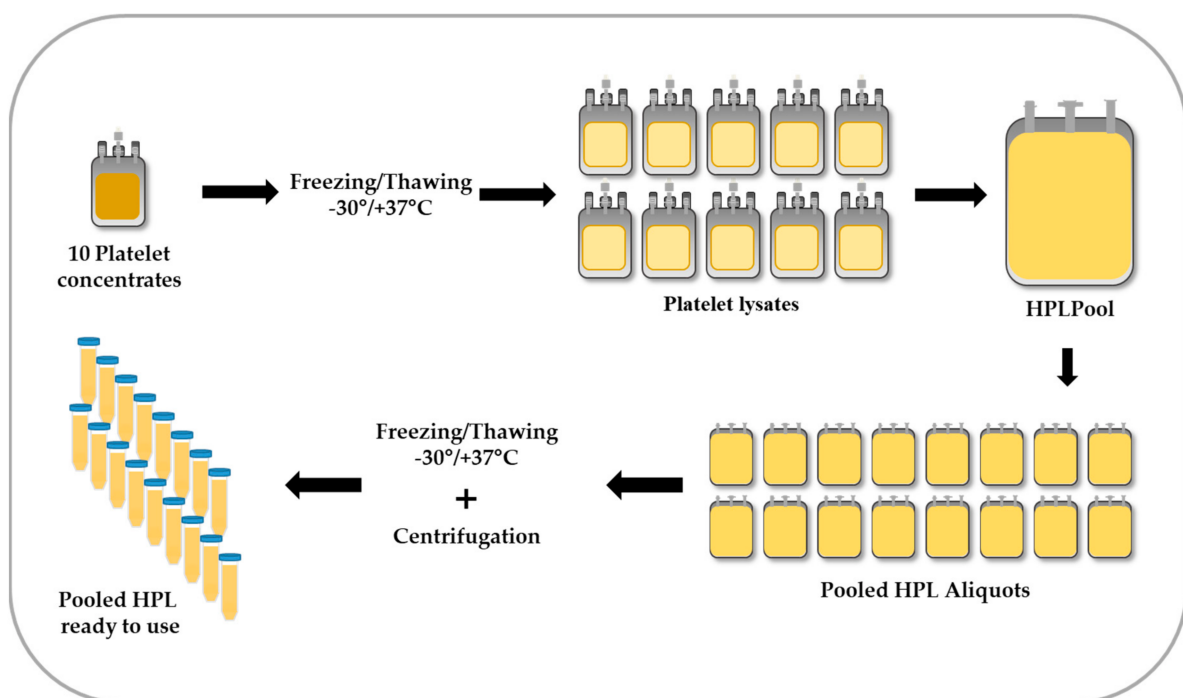 10 Platelet
concentrates
Freezing/Thawing
-30°/+37°C
Platelet lysates
HPLPool
Pooled HPL Aliquots
Freezing/Thawing
-30°/+37°C
+
Centrifugation
Pooled HPL
ready to use